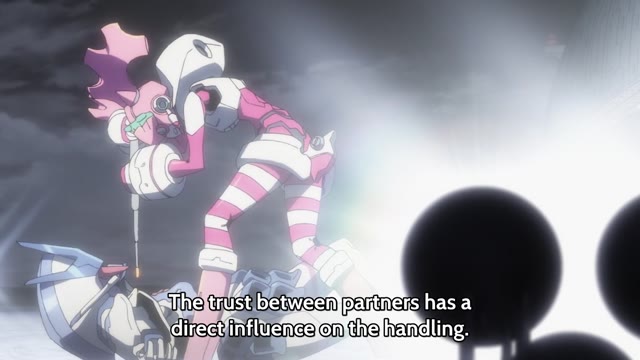 The trust between partners has a
direct influence on the handling.